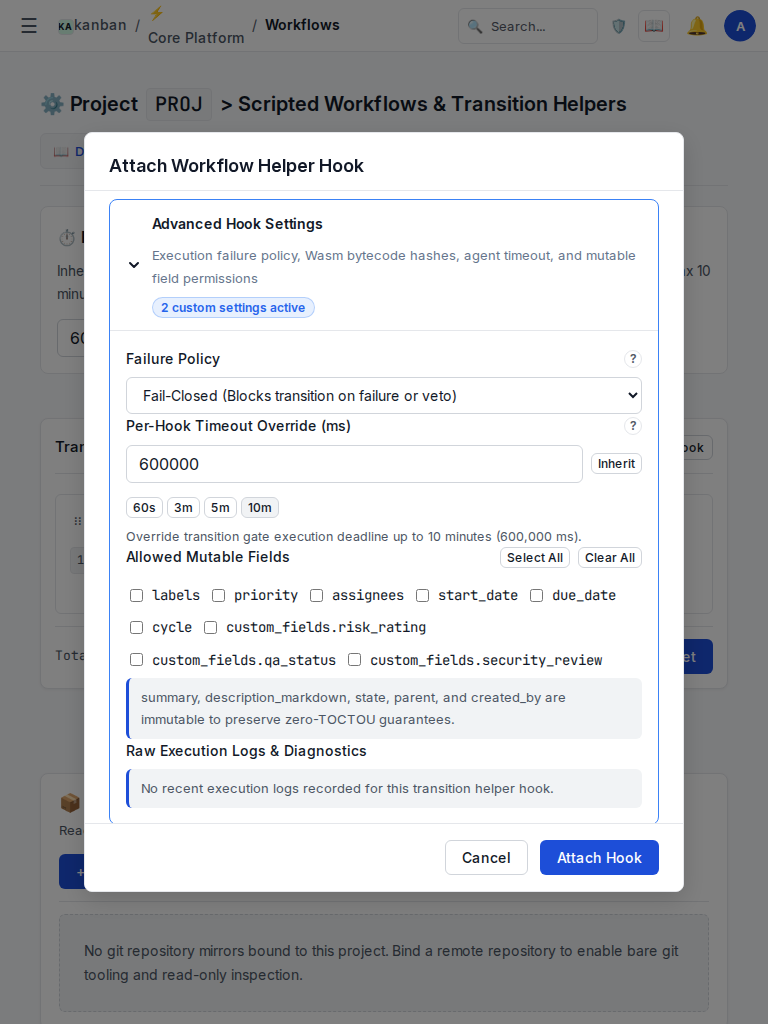 ☰ KA kanban / ⚡ Core Platform / Workflows 🔍 Search... 🛡️ 📖 🔔 A
⚙️ Project PROJ > Scripted Workflows & Transition Helpers
Attach Workflow Helper Hook
Advanced Hook Settings
Execution failure policy, Wasm bytecode hashes, agent timeout, and mutable
field permissions
2 custom settings active
Failure Policy ?
Fail-Closed (Blocks transition on failure or veto)
Per-Hook Timeout Override (ms) ?
600000 Inherit
60s 3m 5m 10m
Override transition gate execution deadline up to 10 minutes (600,000 ms).
Allowed Mutable Fields Select All Clear All
labels priority assignees start_date due_date
cycle custom_fields.risk_rating
custom_fields.qa_status custom_fields.security_review
summary, description_markdown, state, parent, and created_by are
immutable to preserve zero-TOCTOU guarantees.
Raw Execution Logs & Diagnostics
No recent execution logs recorded for this transition helper hook.
Cancel Attach Hook
No git repository mirrors bound to this project. Bind a remote repository to enable bare git
tooling and read-only inspection.